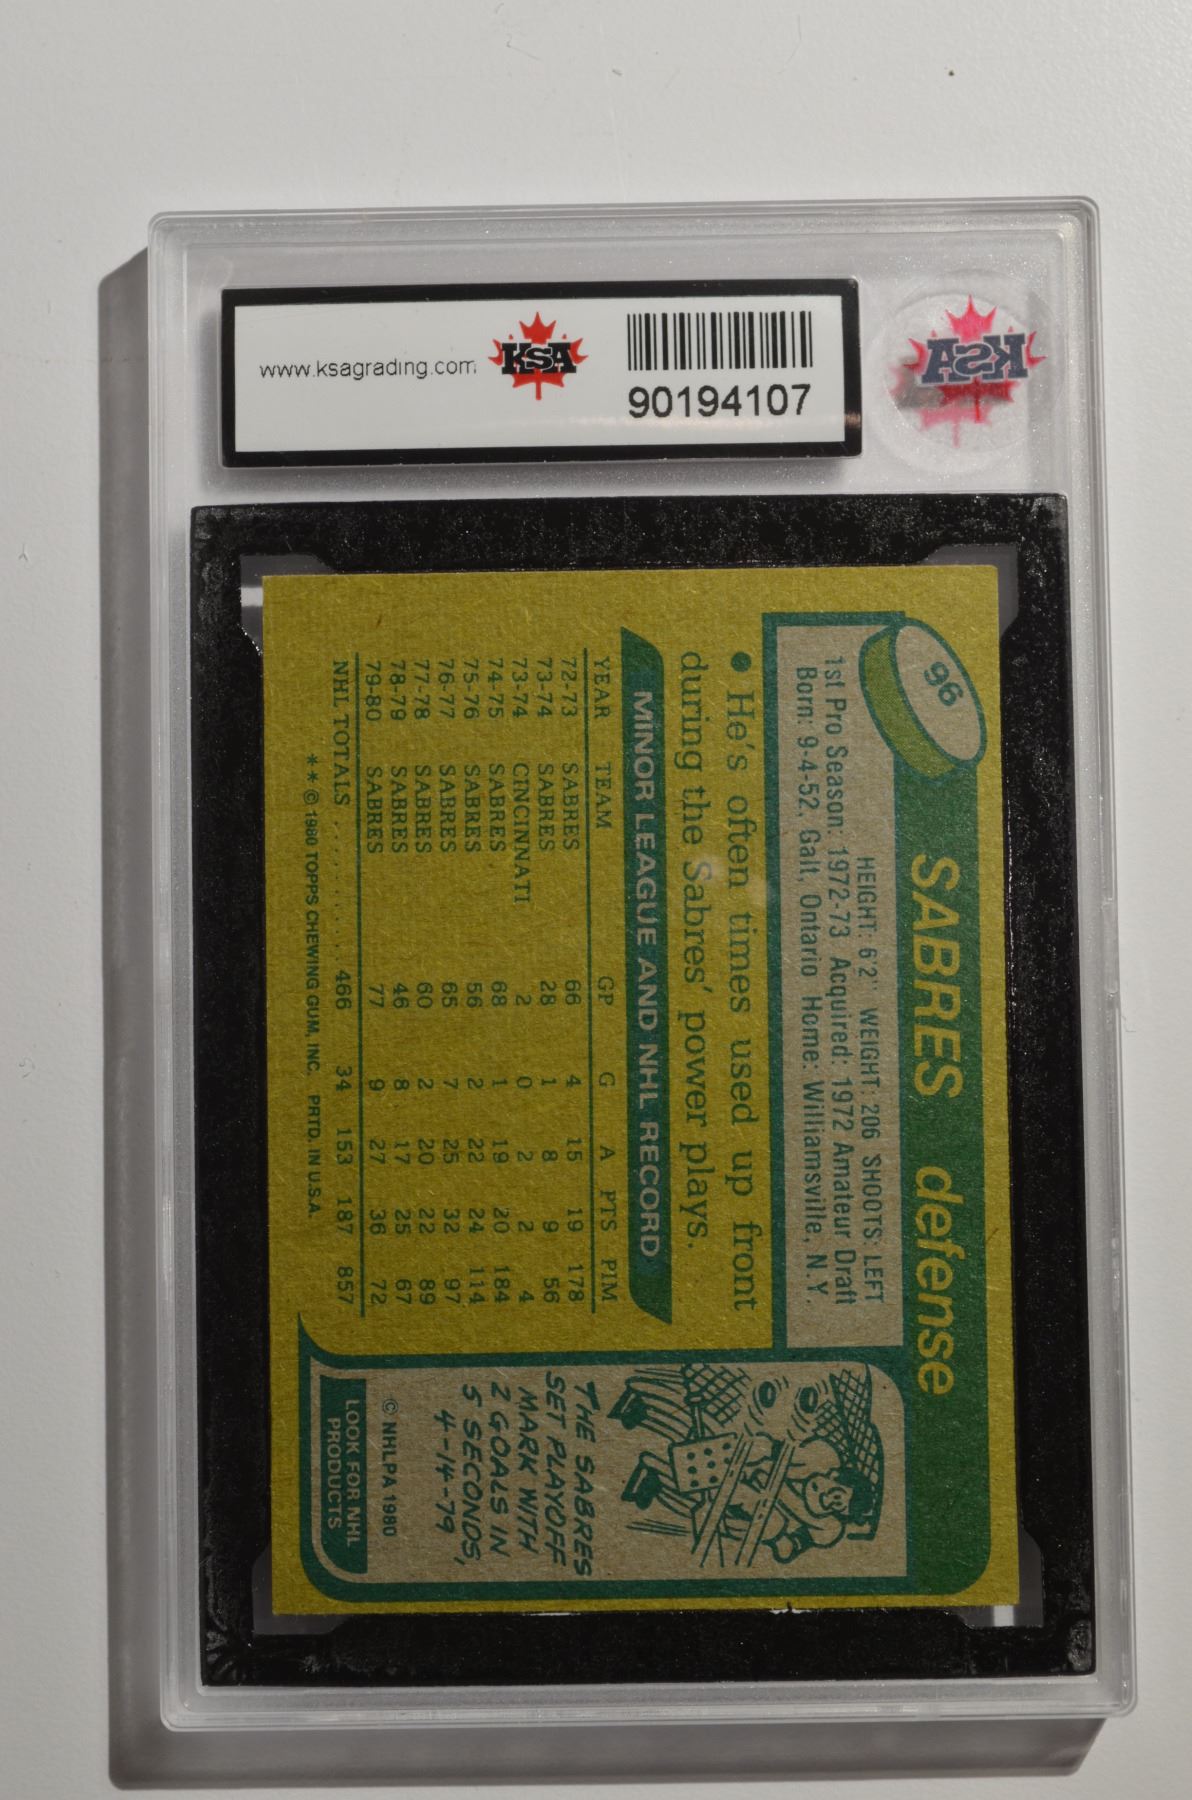 www.ksagrading.com
KSA
90194107
KSA
96
SABRES defense
HEIGHT: 6'2" WEIGHT: 206 SHOOTS: LEFT
1st Pro Season: 1972-73 Acquired: 1972 Amateur Draft
Born: 9-4-52, Galt, Ontario Home: Williamsville, N.Y.
• He's often times used up front
during the Sabres' power plays.
MINOR LEAGUE AND NHL RECORD
YEAR TEAM GP G A PTS PIM
72-73 SABRES 66 4 15 19 178
73-74 SABRES 28 1 8 9 56
73-74 CINCINNATI 2 0 2 2 4
74-75 SABRES 68 1 19 20 184
75-76 SABRES 56 2 22 24 114
76-77 SABRES 65 7 25 32 97
77-78 SABRES 60 2 20 22 89
78-79 SABRES 46 8 17 25 67
79-80 SABRES 77 9 27 36 72
NHL TOTALS .......... 466 34 153 187 857
**© 1980 TOPPS CHEWING GUM, INC. PRTD. IN U.S.A.
THE SABRES
SET PLAYOFF
MARK WITH
2 GOALS IN
5 SECONDS,
4-14-79
© NHLPA 1980
LOOK FOR NHL
PRODUCTS